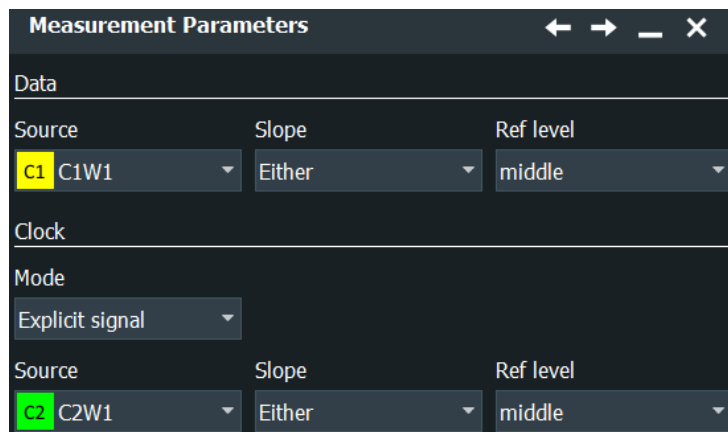 Measurement Parameters
Data
Source Slope Ref level
C1 C1W1 Either middle
Clock
Mode
Explicit signal
Source Slope Ref level
C2 C2W1 Either middle